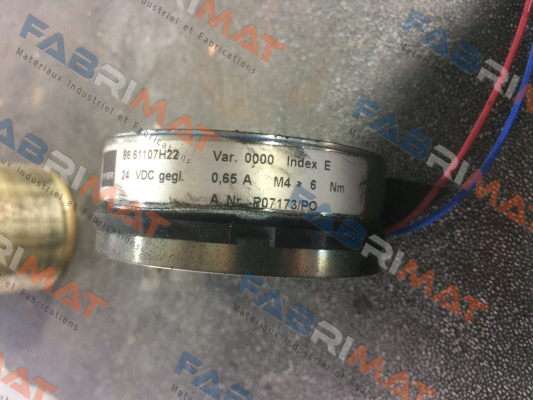 86 61107H22 Var. 0000 Index E
24 VDC gegl. 0,65 A M4 ≥ 6 Nm
A.Nr. R07173/PO
FABRIMAT
Matériaux Industriel et Fabrications